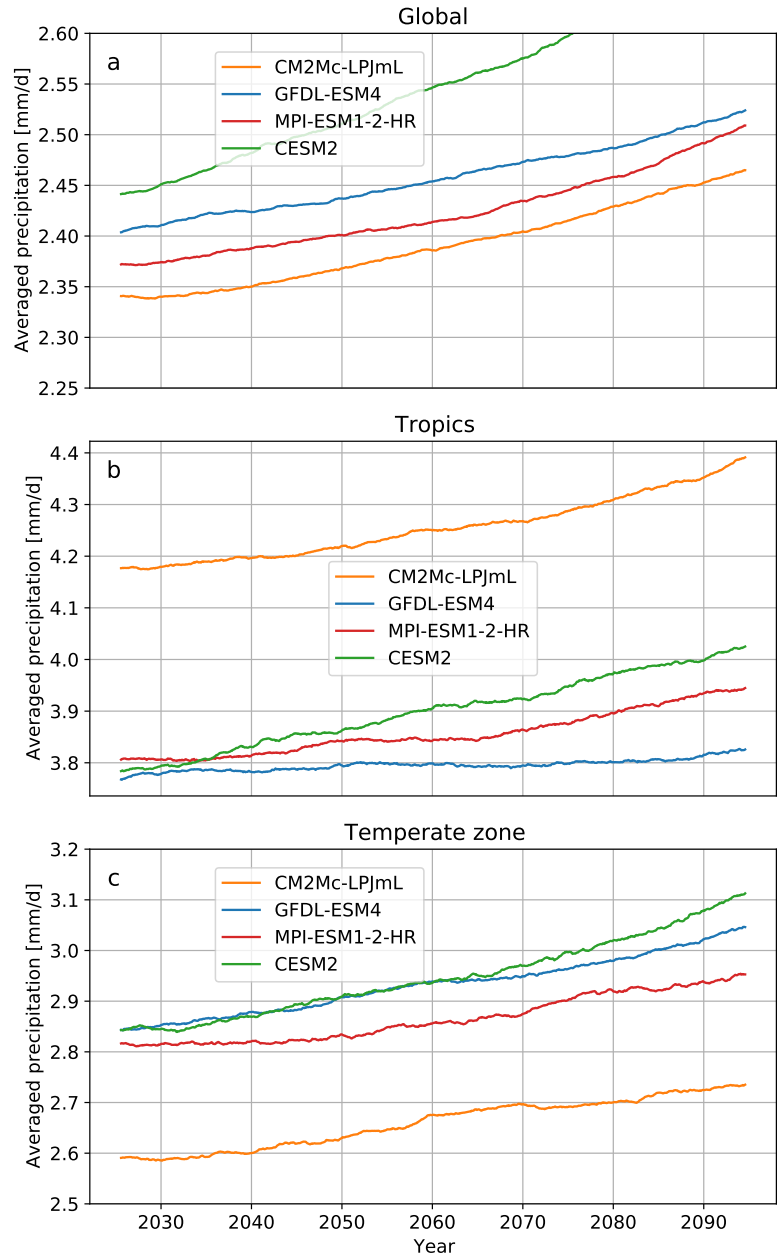 Global
a
Averaged precipitation [mm/d]
2.60
2.55
2.50
2.45
2.40
2.35
2.30
2.25
CM2Mc-LPJmL
GFDL-ESM4
MPI-ESM1-2-HR
CESM2
Tropics
b
Averaged precipitation [mm/d]
4.4
4.3
4.2
4.1
4.0
3.9
3.8
CM2Mc-LPJmL
GFDL-ESM4
MPI-ESM1-2-HR
CESM2
Temperate zone
c
Averaged precipitation [mm/d]
3.2
3.1
3.0
2.9
2.8
2.7
2.6
2.5
CM2Mc-LPJmL
GFDL-ESM4
MPI-ESM1-2-HR
CESM2
2030 2040 2050 2060 2070 2080 2090
Year